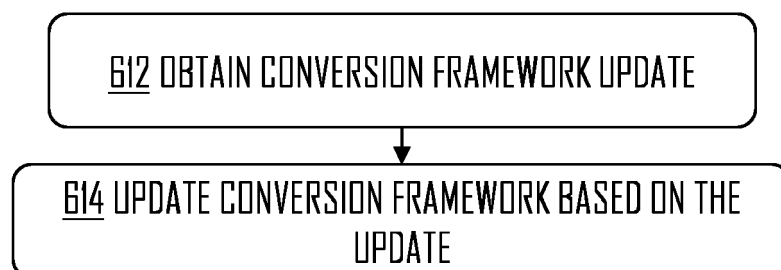 612 OBTAIN CONVERSION FRAMEWORK UPDATE
614 UPDATE CONVERSION FRAMEWORK BASED ON THE
UPDATE